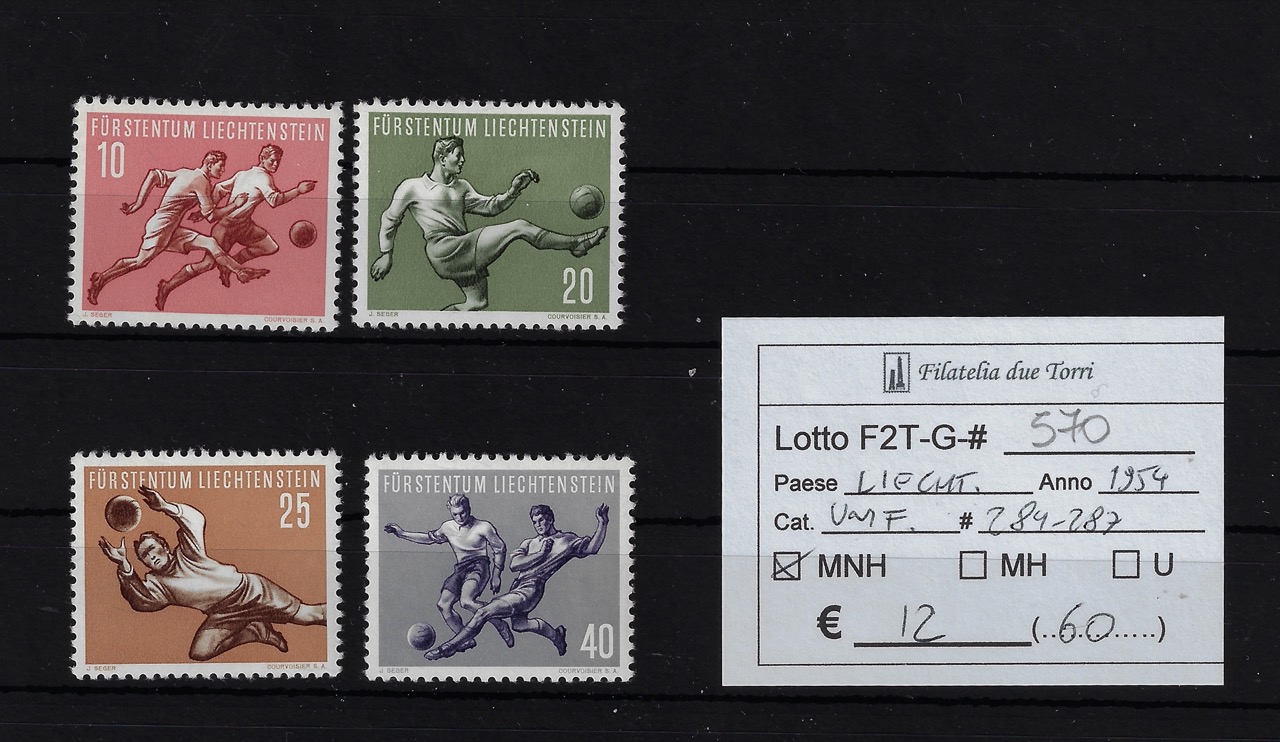 FÜRSTENTUM LIECHTENSTEIN
10
J. SEGER COURVOISIER S. A.
FÜRSTENTUM LIECHTENSTEIN
20
J. SEGER COURVOISIER S. A.
FÜRSTENTUM LIECHTENSTEIN
25
J. SEGER COURVOISIER S. A.
FÜRSTENTUM LIECHTENSTEIN
40
J. SEGER COURVOISIER S. A.
Filatelia due Torri
Lotto F2T-G-# 570
Paese LIECHT. Anno 1954
Cat. Unif. # 284-287
MNH MH U
€ 12 (..60.....)